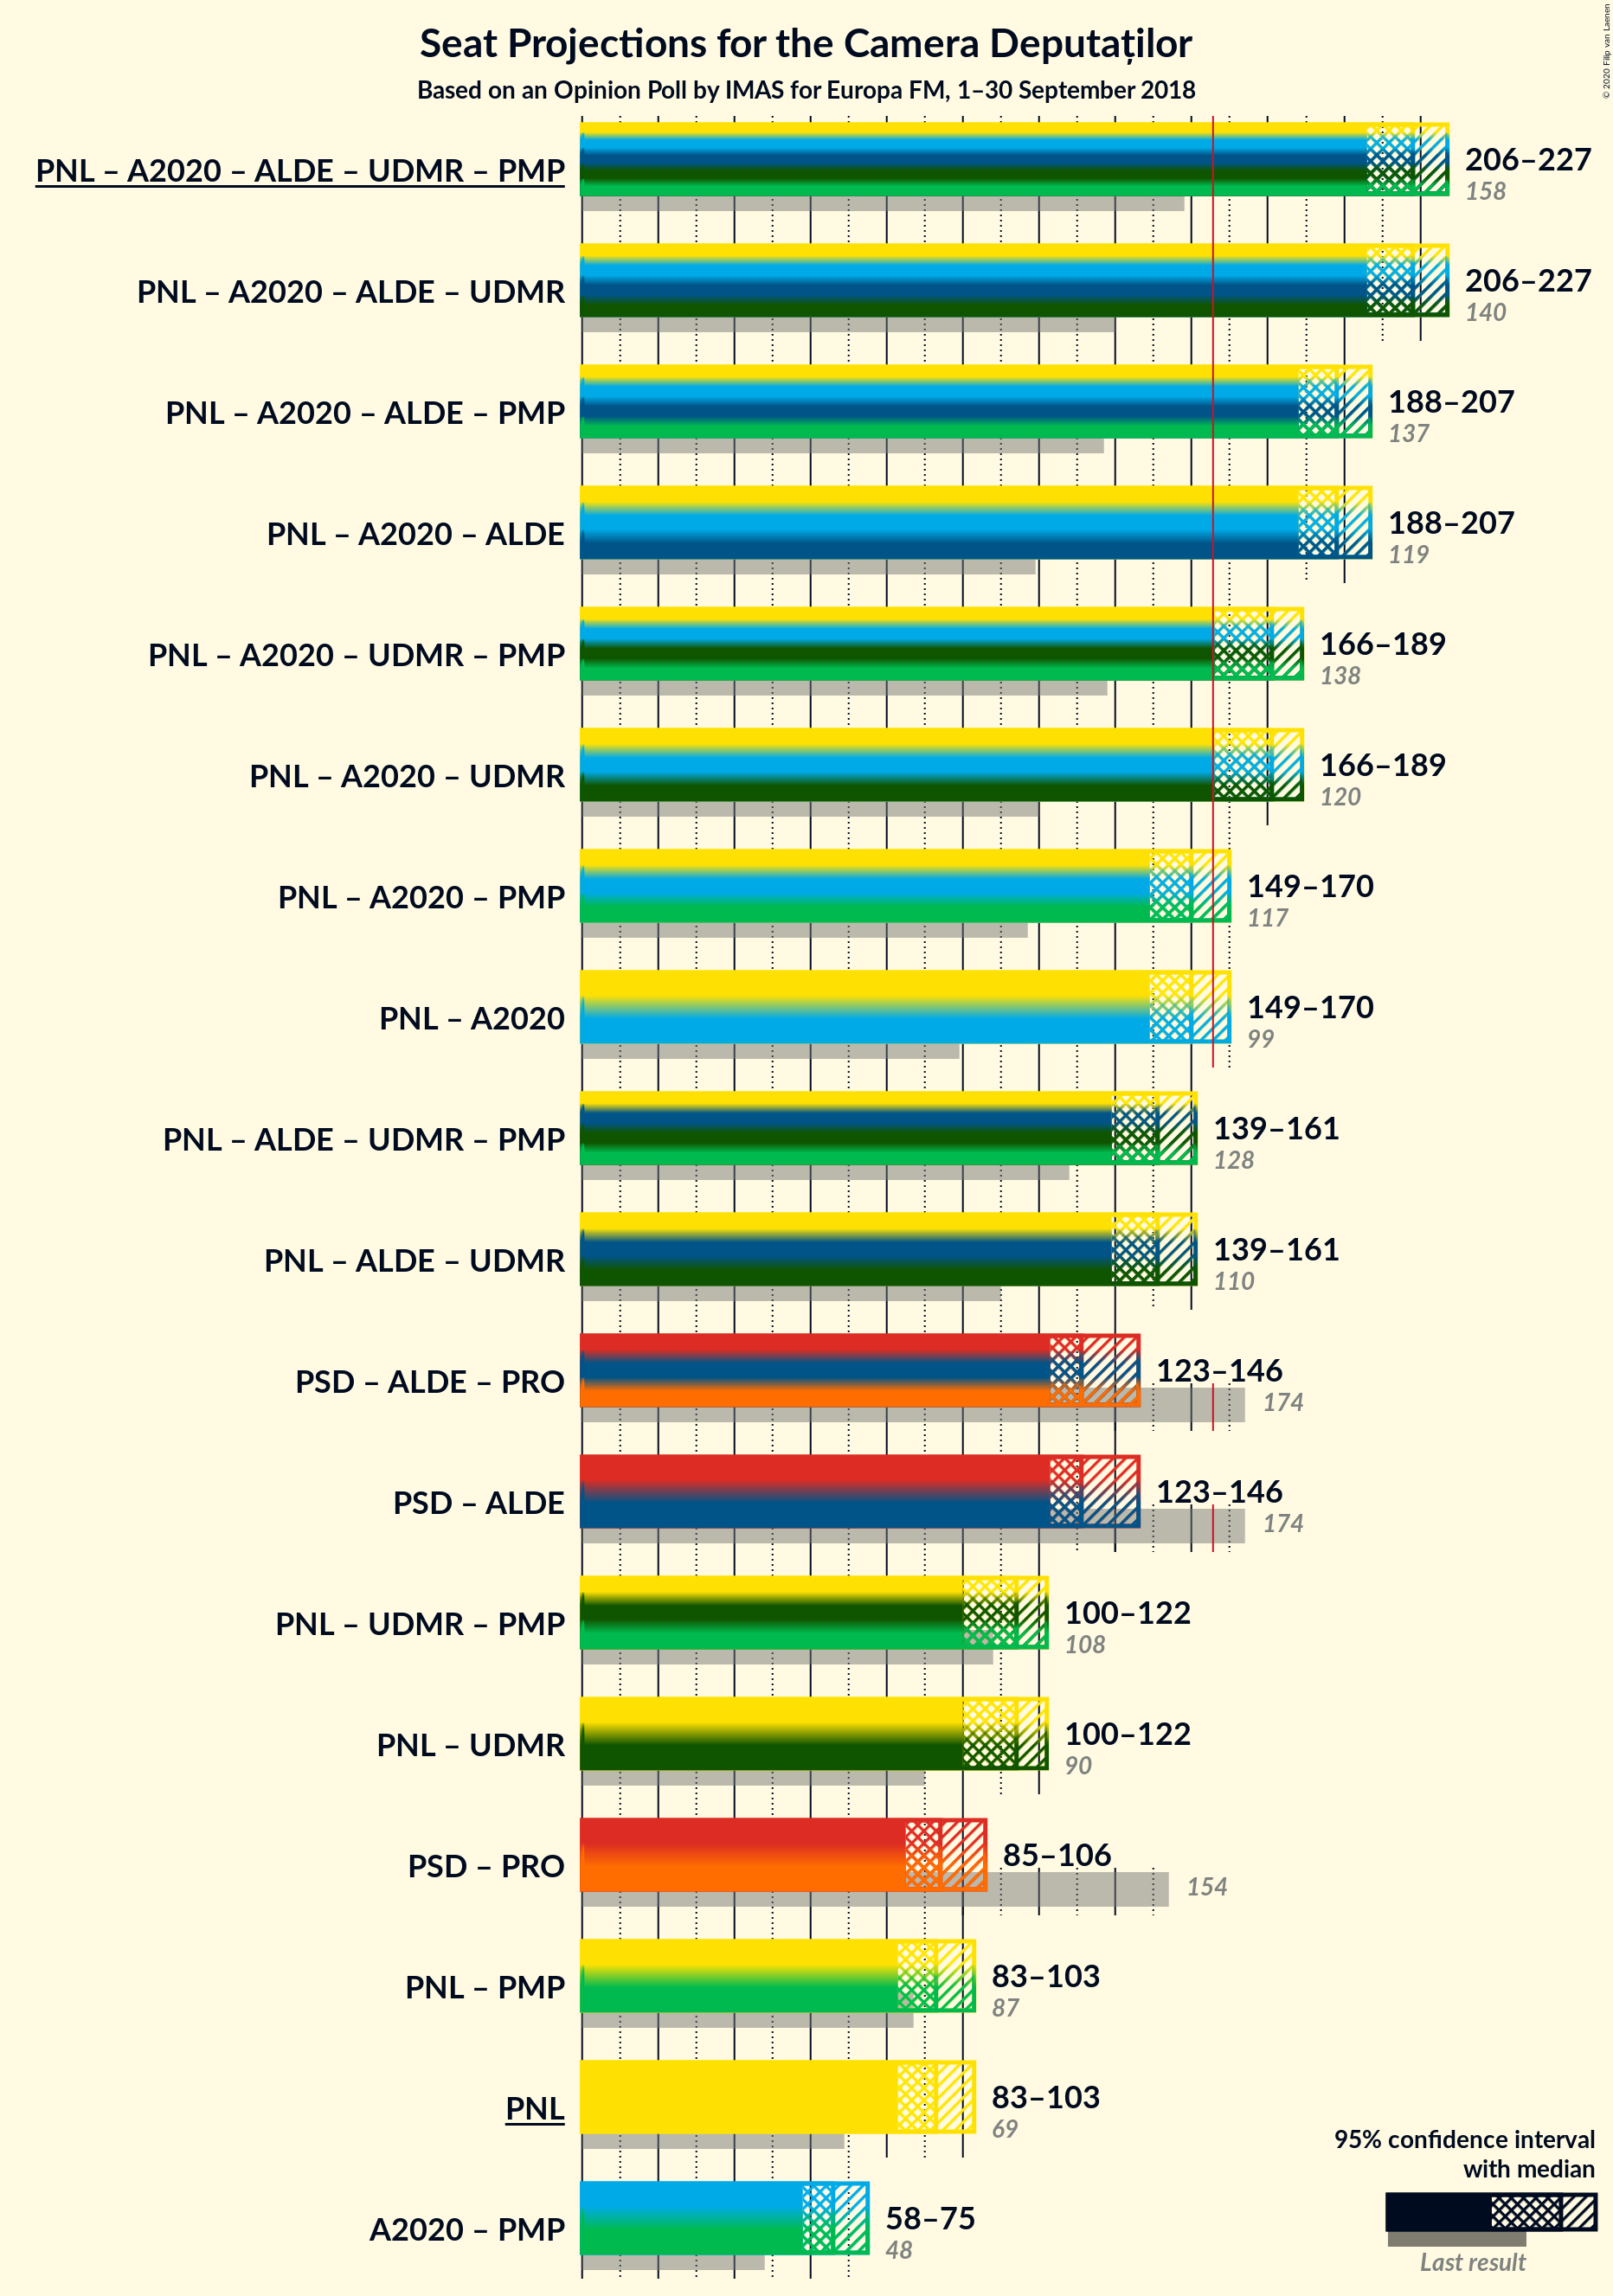 © 2020 Filip van Laenen
Seat Projections for the Camera Deputaților
Based on an Opinion Poll by IMAS for Europa FM, 1–30 September 2018
PNL – A2020 – ALDE – UDMR – PMP
206–227
158
PNL – A2020 – ALDE – UDMR
206–227
140
PNL – A2020 – ALDE – PMP
188–207
137
PNL – A2020 – ALDE
188–207
119
PNL – A2020 – UDMR – PMP
166–189
138
PNL – A2020 – UDMR
166–189
120
PNL – A2020 – PMP
149–170
117
PNL – A2020
149–170
99
PNL – ALDE – UDMR – PMP
139–161
128
PNL – ALDE – UDMR
139–161
110
PSD – ALDE – PRO
123–146
174
PSD – ALDE
123–146
174
PNL – UDMR – PMP
100–122
108
PNL – UDMR
100–122
90
PSD – PRO
85–106
154
PNL – PMP
83–103
87
PNL
83–103
69
A2020 – PMP
58–75
48
95% confidence interval
with median
Last result